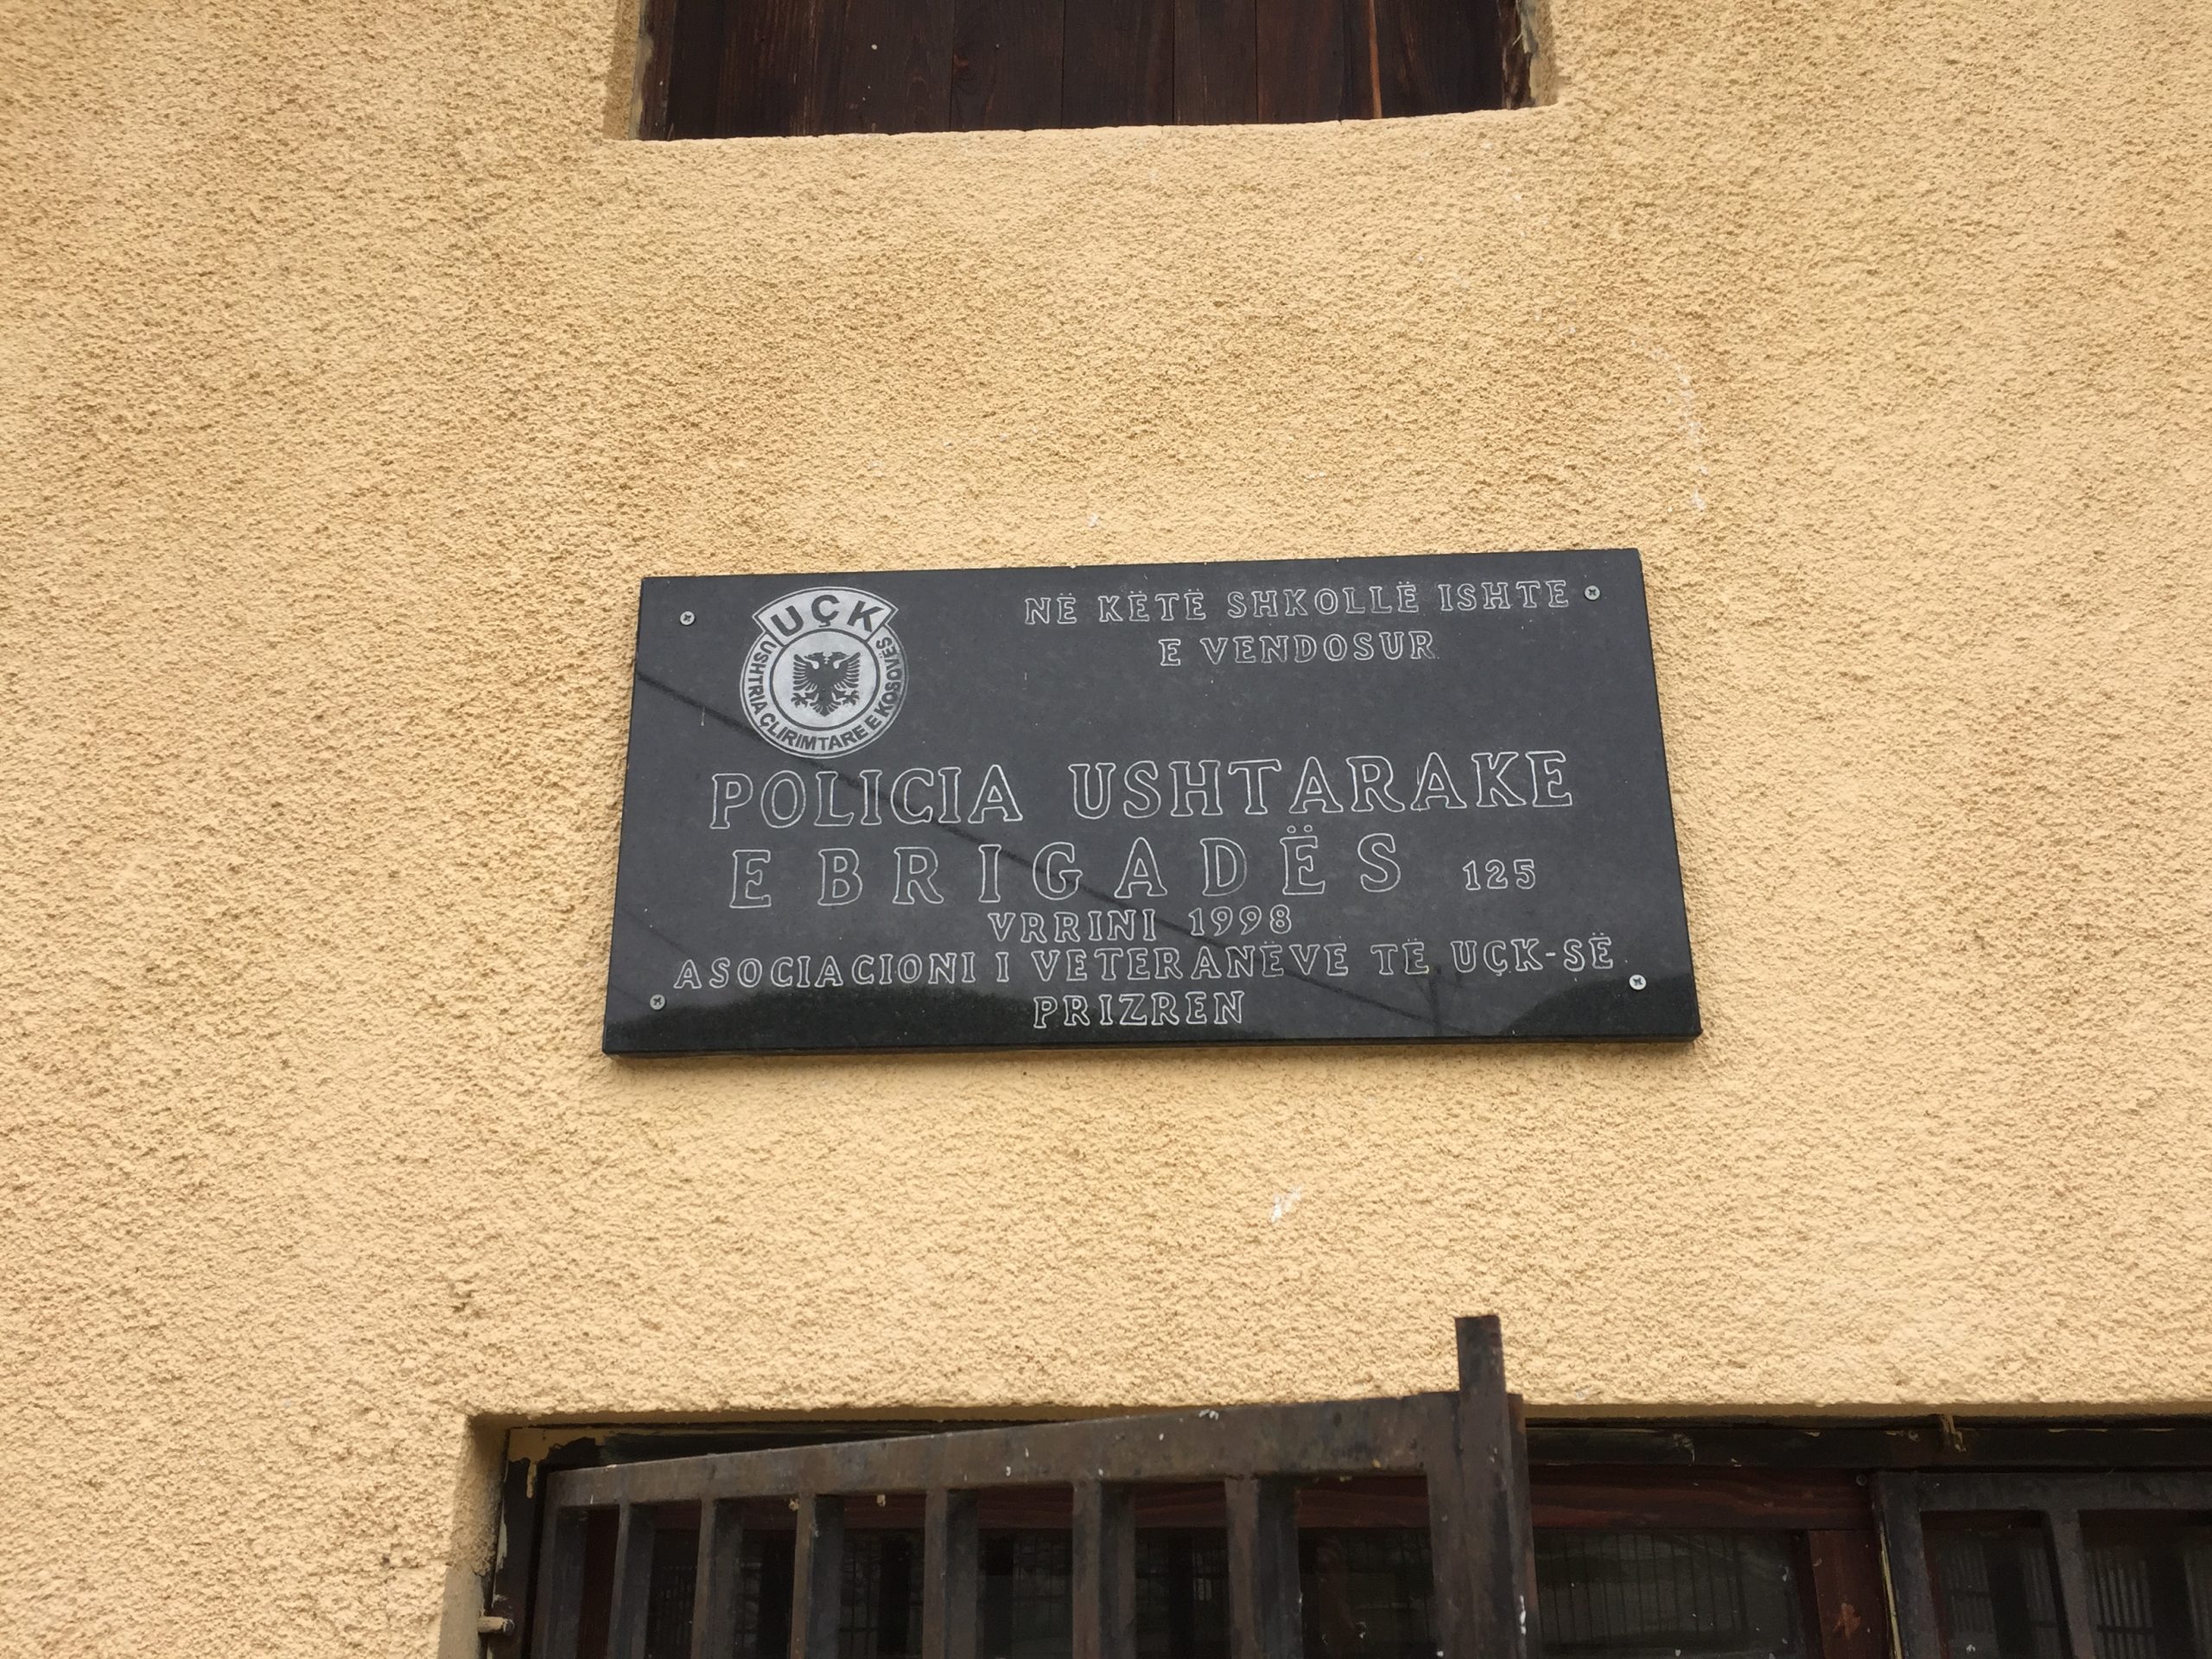 UÇK
USHTRIA ÇLIRIMTARE E KOSOVËS
NË KËTË SHKOLLË ISHTE
E VENDOSUR
POLICIA USHTARAKE
E BRIGADËS 125
VRRINI 1998
ASOCIACIONI I VETERANËVE TË UÇK-SË
PRIZREN